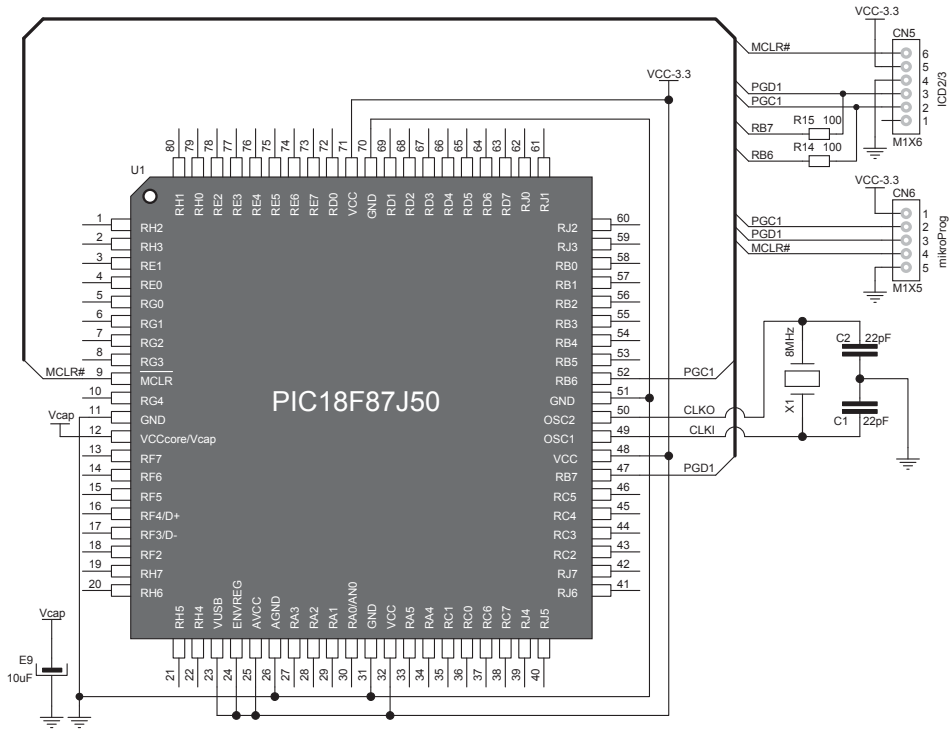 VCC-3.3
CN5
MCLR#
6
5
4
PGD1
3
PGC1
2
1
ICD2/3
RB7
R15 100
RB6
R14 100
M1X6
VCC-3.3
VCC-3.3
CN6
1
PGC1
2
PGD1
3
MCLR#
4
5
mikroProg
M1X5
U1
80 79 78 77 76 75 74 73 72 71 70 69 68 67 66 65 64 63 62 61
RH1 RH0 RE2 RE3 RE4 RE5 RE6 RE7 RD0 VCC GND RD1 RD2 RD3 RD4 RD5 RD6 RD7 RJ0 RJ1
1 RH2
2 RH3
3 RE1
4 RE0
5 RG0
6 RG1
7 RG2
8 RG3
MCLR# 9 MCLR
10 RG4
11 GND
Vcap
12 VCCcore/Vcap
13 RF7
14 RF6
15 RF5
16 RF4/D+
17 RF3/D-
18 RF2
19 RH7
20 RH6
PIC18F87J50
RJ2 60
RJ3 59
RB0 58
RB1 57
RB2 56
RB3 55
RB4 54
RB5 53
RB6 52 PGC1
GND 51
OSC2 50 CLKO
OSC1 49 CLKI
VCC 48
RB7 47 PGD1
RC5 46
RC4 45
RC3 44
RC2 43
RJ7 42
RJ6 41
8MHz
X1
C2 22pF
C1 22pF
RH5 RH4 VUSB ENVREG AVCC AGND RA3 RA2 RA1 RA0/AN0 GND VCC RA5 RA4 RC1 RC0 RC6 RC7 RJ4 RJ5
21 22 23 24 25 26 27 28 29 30 31 32 33 34 35 36 37 38 39 40
Vcap
E9
10uF